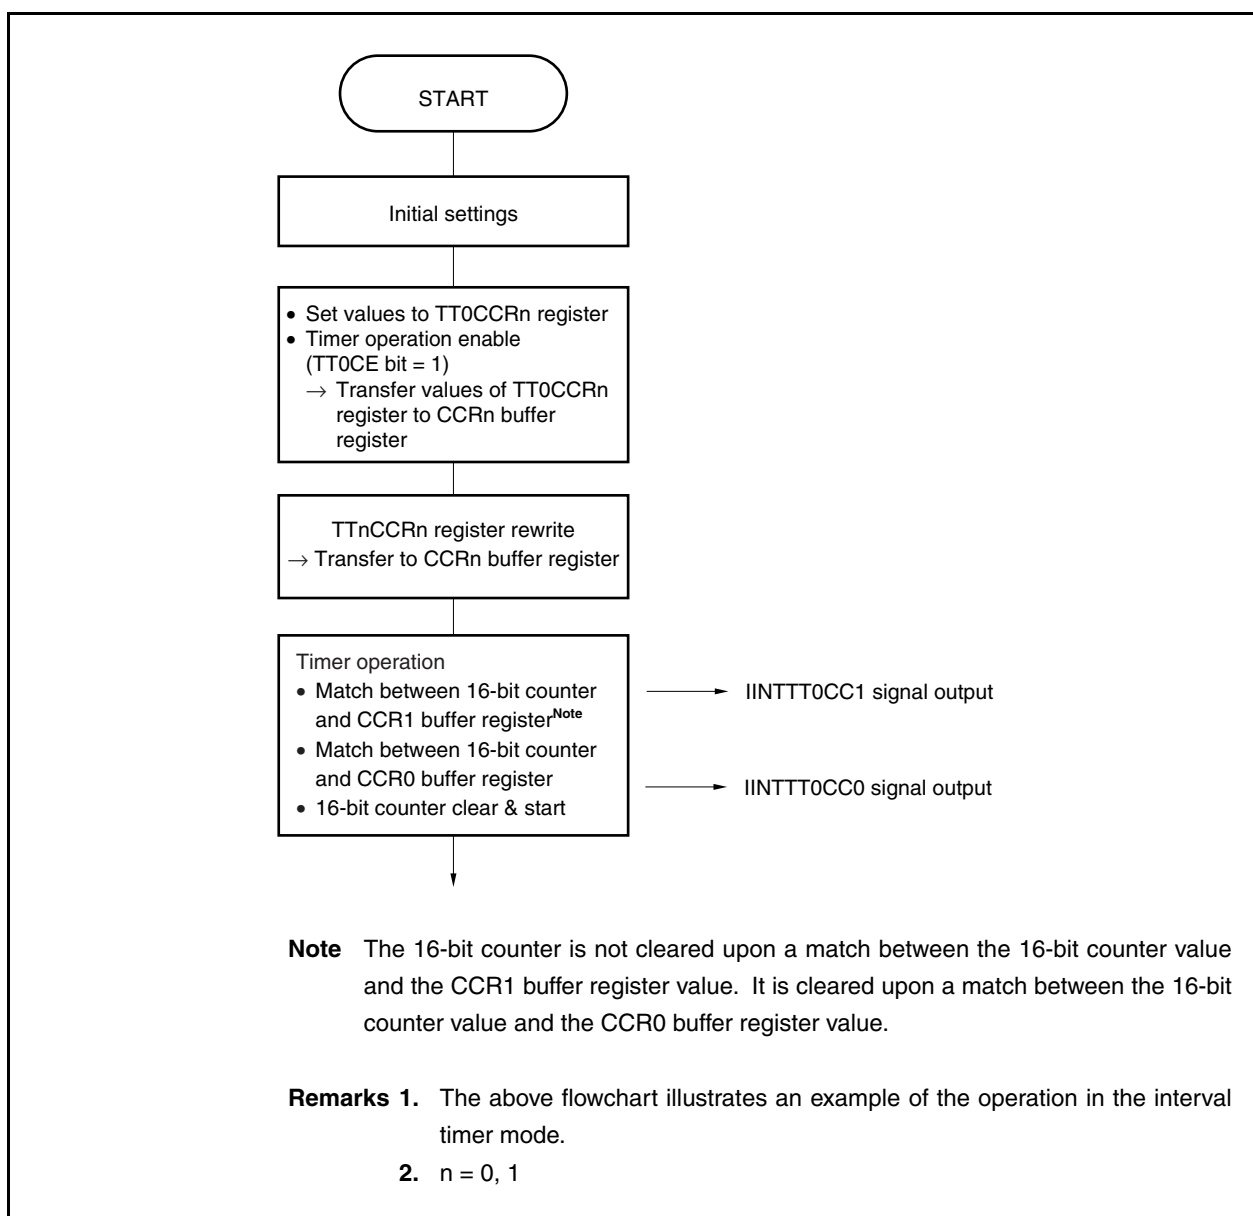 START
Initial settings
• Set values to TT0CCRn register
• Timer operation enable
(TT0CE bit = 1)
→ Transfer values of TT0CCRn
register to CCRn buffer
register
TTnCCRn register rewrite
→ Transfer to CCRn buffer register
Timer operation
• Match between 16-bit counter
and CCR1 buffer registerNote
IINTTT0CC1 signal output
• Match between 16-bit counter
and CCR0 buffer register
IINTTT0CC0 signal output
• 16-bit counter clear & start
Note The 16-bit counter is not cleared upon a match between the 16-bit counter value
and the CCR1 buffer register value. It is cleared upon a match between the 16-bit
counter value and the CCR0 buffer register value.
Remarks 1. The above flowchart illustrates an example of the operation in the interval
timer mode.
2. n = 0, 1